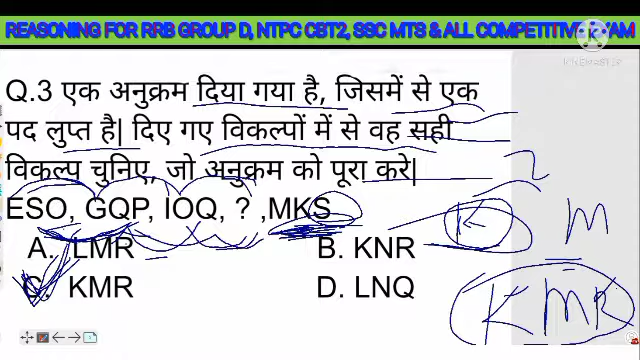 REASONING FOR RRB GROUP D, NTPC CBT2, SSC MTS & ALL COMPETITIVE EXAM
Q.3 एक अनुक्रम दिया गया है, जिसमें से एक
पद लुप्त है| दिए गए विकल्पों में से वह सही
विकल्प चुनिए, जो अनुक्रम को पूरा करे|
ESO, GQP, IOQ, ? ,MKS
K M
A. LMR B. KNR
C. KMR D. LNQ
KMR